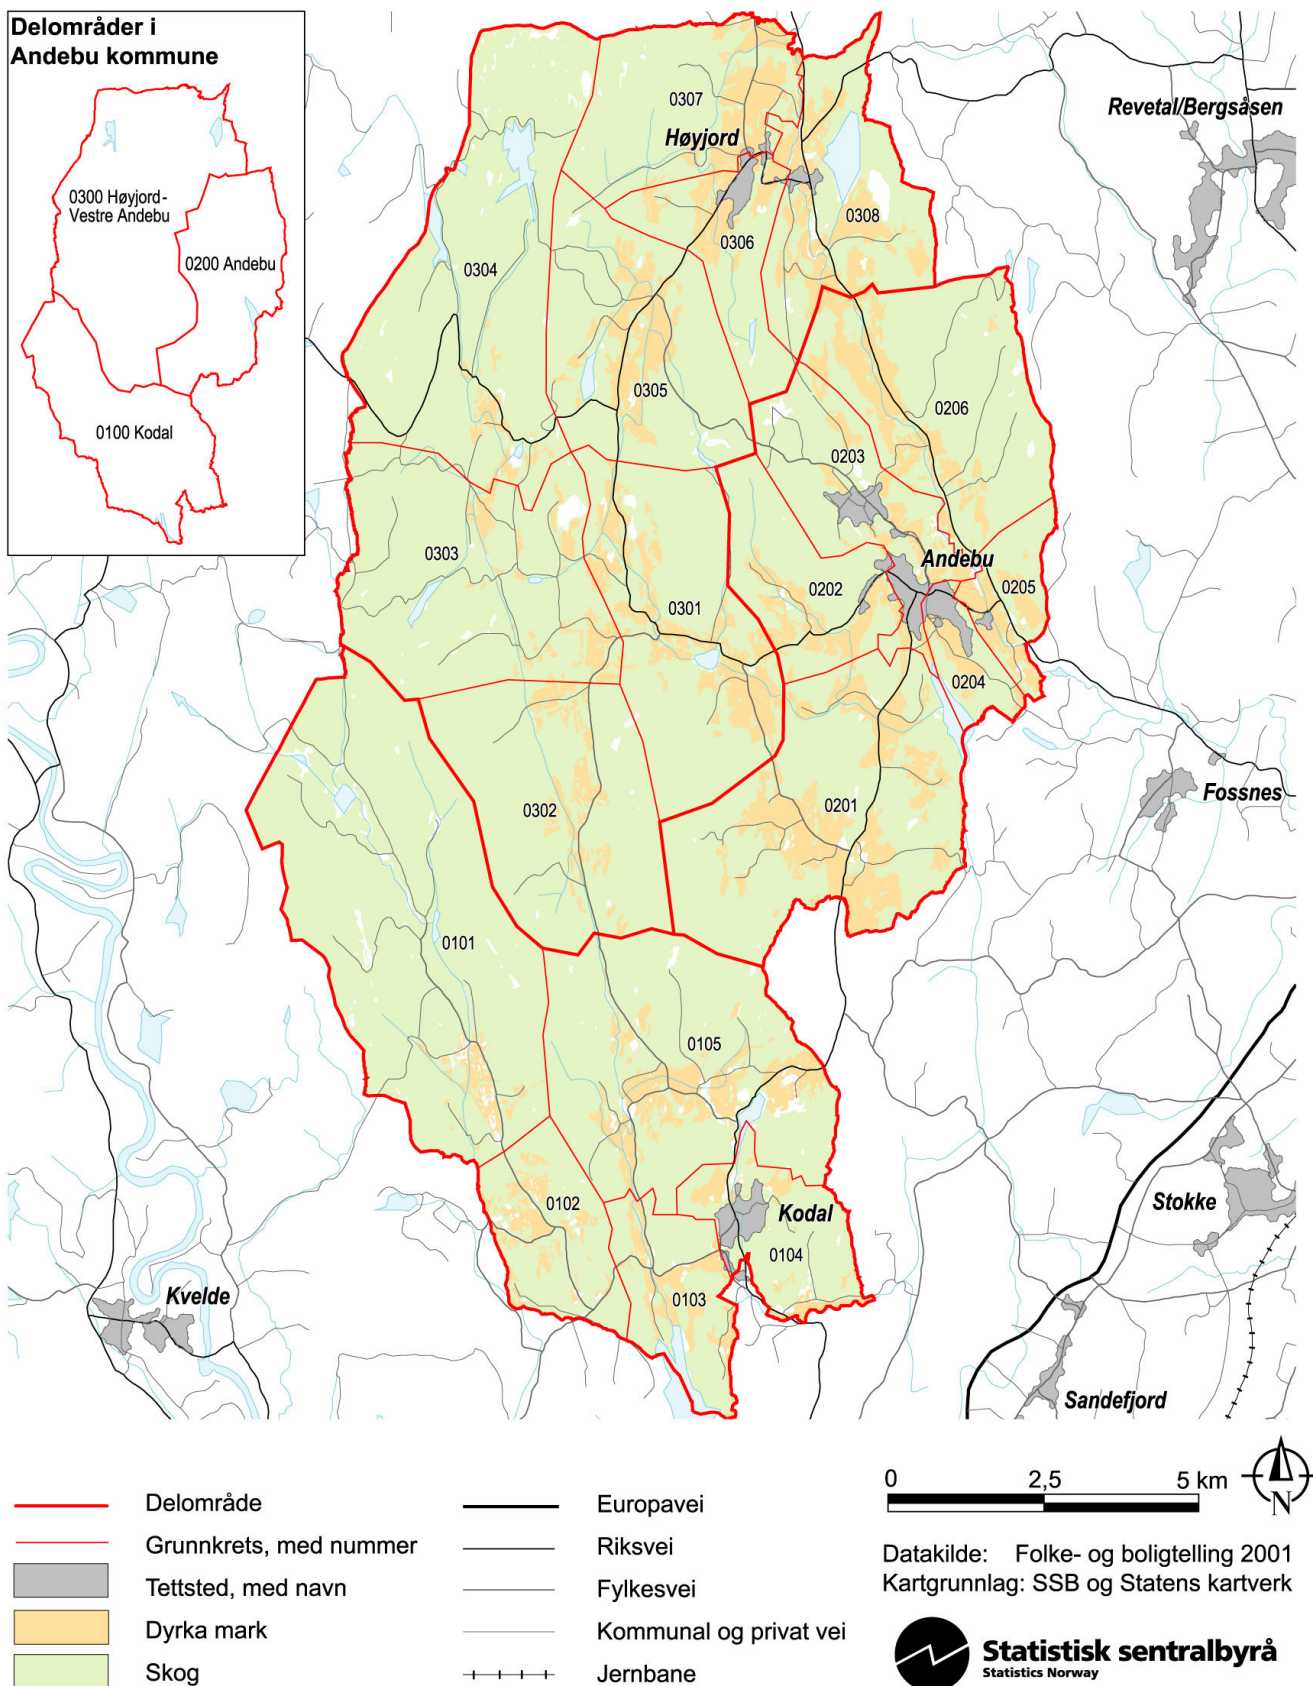 Delområder i
Andebu kommune
0300 Høyjord-
Vestre Andebu
0200 Andebu
0100 Kodal
0307
Høyjord
Revetal/Bergsåsen
0308
0306
0304
0305
0206
0203
0303
Andebu
0202
0205
0301
0204
0302
0201
Fossnes
0101
0105
0102
Kodal
Stokke
0104
Kvelde
0103
Sandefjord
Delområde
Grunnkrets, med nummer
Tettsted, med navn
Dyrka mark
Skog
Europavei
Riksvei
Fylkesvei
Kommunal og privat vei
Jernbane
0 2,5 5 km
N
Datakilde: Folke- og boligtelling 2001
Kartgrunnlag: SSB og Statens kartverk
Statistisk sentralbyrå
Statistics Norway